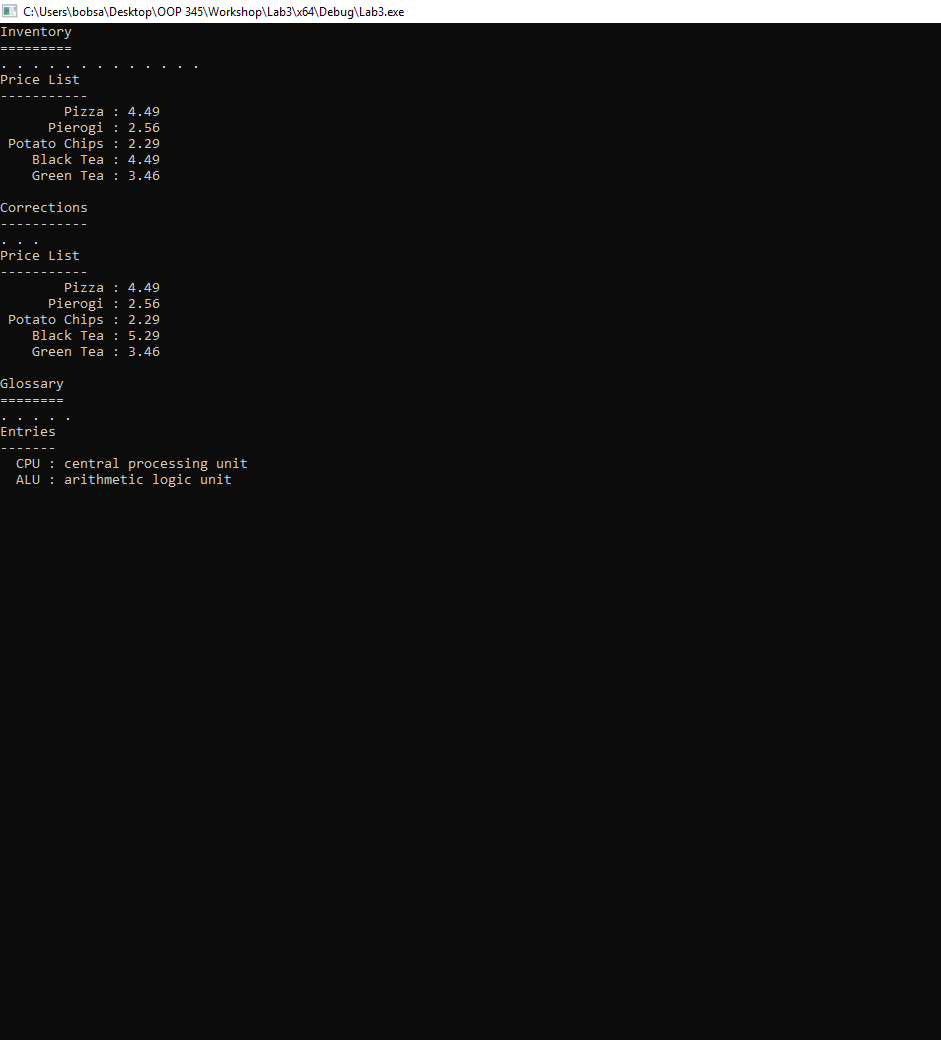 C:\Users\bobsa\Desktop\OOP 345\Workshop\Lab3\x64\Debug\Lab3.exe
Inventory
=========
. . . . . . . . . . . . .
Price List
-----------
        Pizza : 4.49
      Pierogi : 2.56
 Potato Chips : 2.29
    Black Tea : 4.49
    Green Tea : 3.46

Corrections
-----------
. . .
Price List
-----------
        Pizza : 4.49
      Pierogi : 2.56
 Potato Chips : 2.29
    Black Tea : 5.29
    Green Tea : 3.46

Glossary
========
. . . . .
Entries
-------
  CPU : central processing unit
  ALU : arithmetic logic unit